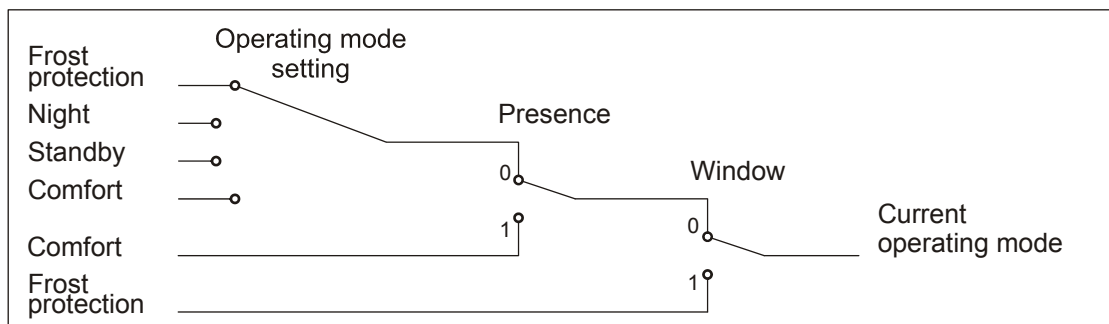 Operating mode
setting
Frost
protection
Night
Standby
Comfort
Comfort
Frost
protection
Presence
0
1
Window
0
1
Current
operating mode